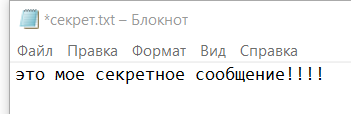 *секрет.txt – Блокнот
Файл Правка Формат Вид Справка
это мое секретное сообщение!!!!